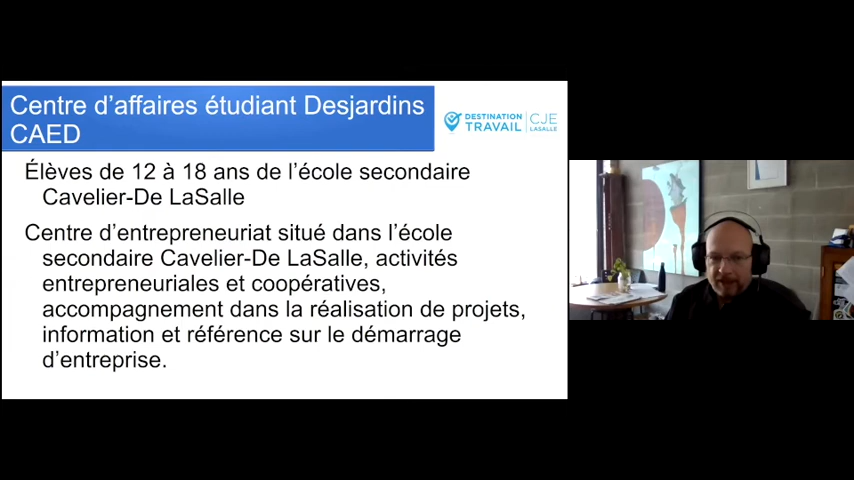 Centre d'affaires étudiant Desjardins
CAED
DESTINATION
TRAVAIL
CJE
LASALLE
Élèves de 12 à 18 ans de l'école secondaire
Cavelier-De LaSalle
Centre d'entrepreneuriat situé dans l'école
secondaire Cavelier-De LaSalle, activités
entrepreneuriales et coopératives,
accompagnement dans la réalisation de projets,
information et référence sur le démarrage
d'entreprise.